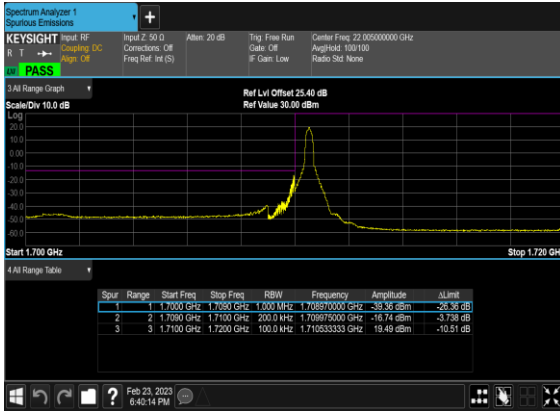 Spectrum Analyzer 1
Spurious Emissions
KEYSIGHT Input: RF Input Z: 50 Ω Atten: 20 dB Trig: Free Run Center Freq: 22.005000000 GHz
R T Coupling: DC Corrections: Off Gate: Off Avg|Hold: 100/100
Align: Off Freq Ref: Int (S) IF Gain: Low Radio Std: None
PASS
3 All Range Graph
Ref Lvl Offset 25.40 dB
Scale/Div 10.0 dB Ref Value 30.00 dBm
Log
20.0
10.0
0.00
-10.0
-20.0
-30.0
-40.0
-50.0
-60.0
Start 1.700 GHz Stop 1.720 GH
4 All Range Table
Spur Range Start Freq Stop Freq RBW Frequency Amplitude ΔLimit
1 1 1.7000 GHz 1.7090 GHz 1.000 MHz 1.708970000 GHz -39.36 dBm -26.36 dB
2 2 1.7090 GHz 1.7100 GHz 200.0 kHz 1.709975000 GHz -16.74 dBm -3.738 dB
3 3 1.7100 GHz 1.7200 GHz 100.0 kHz 1.710533333 GHz 19.49 dBm -10.51 dB
? Feb 23, 2023
6:40:14 PM